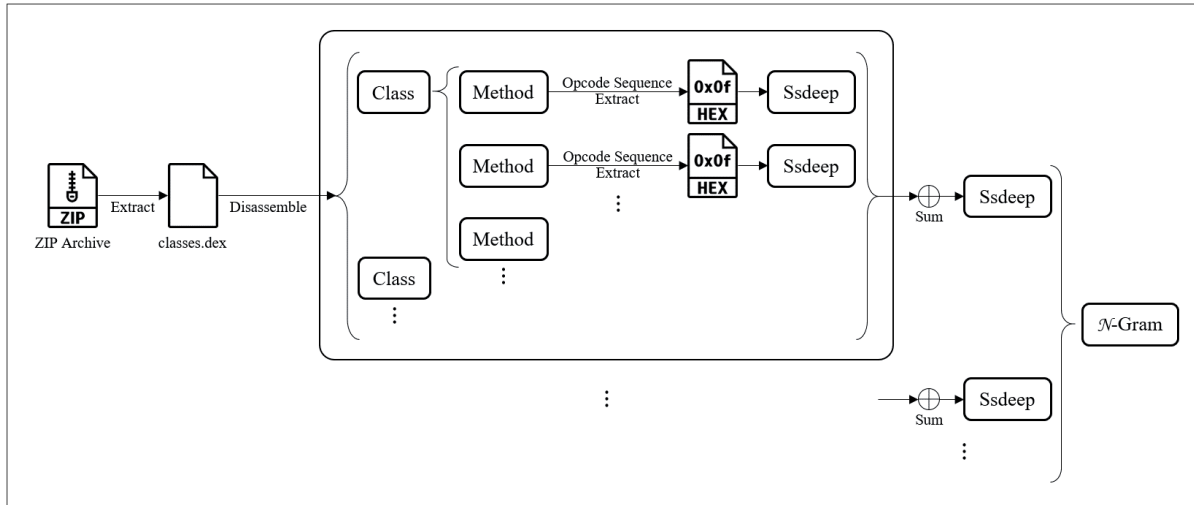 ZIP
ZIP Archive
Extract
classes.dex
Disassemble
Class
Method
Opcode Sequence
Extract
0x0f
HEX
Ssdeep
Method
Opcode Sequence
Extract
0x0f
HEX
Ssdeep
Method
Class
Sum
Ssdeep
Sum
Ssdeep
𝒩-Gram